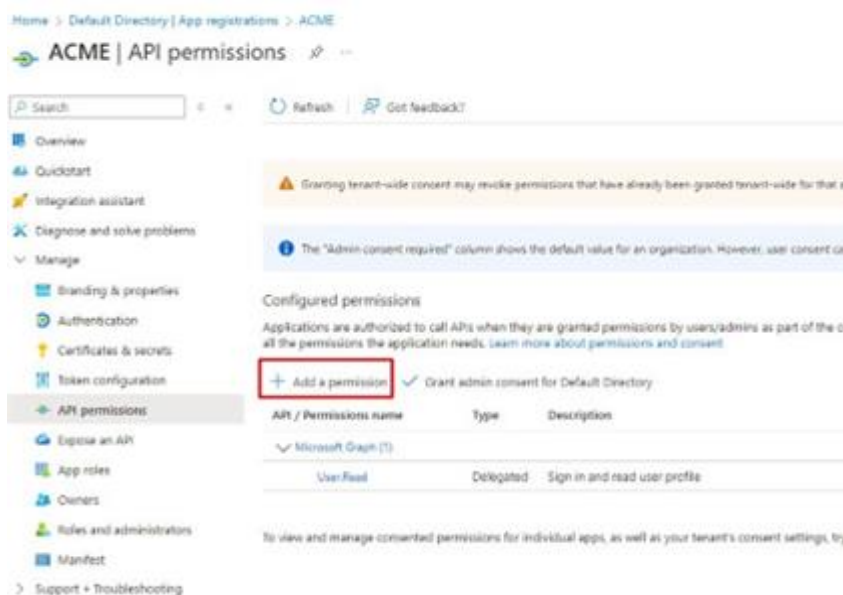 Home > Default Directory | App registrations > ACME
ACME | API permissions
Search
Refresh
Got feedback?
Overview
Quickstart
Integration assistant
Diagnose and solve problems
Manage
Branding & properties
Authentication
Certificates & secrets
Token configuration
API permissions
Expose an API
App roles
Owners
Roles and administrators
Manifest
Support + Troubleshooting
Granting tenant-wide consent may revoke permissions that have already been granted tenant-wide for that a
The "Admin consent required" column shows the default value for an organization. However, user consent ca
Configured permissions
Applications are authorized to call APIs when they are granted permissions by users/admins as part of the c
all the permissions the application needs. Learn more about permissions and consent
Add a permission
Grant admin consent for Default Directory
API / Permissions name Type Description
Microsoft Graph (1)
User.Read Delegated Sign in and read user profile
To view and manage consented permissions for individual apps, as well as your tenant's consent settings, try